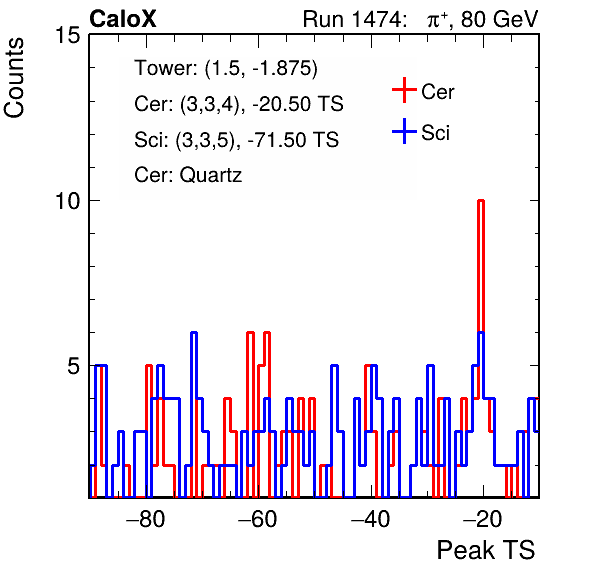 CaloX Run 1474: π⁺, 80 GeV
Counts
15
10
5
Tower: (1.5, -1.875)
Cer: (3,3,4), -20.50 TS
Sci: (3,3,5), -71.50 TS
Cer: Quartz
Cer
Sci
−80 −60 −40 −20
Peak TS